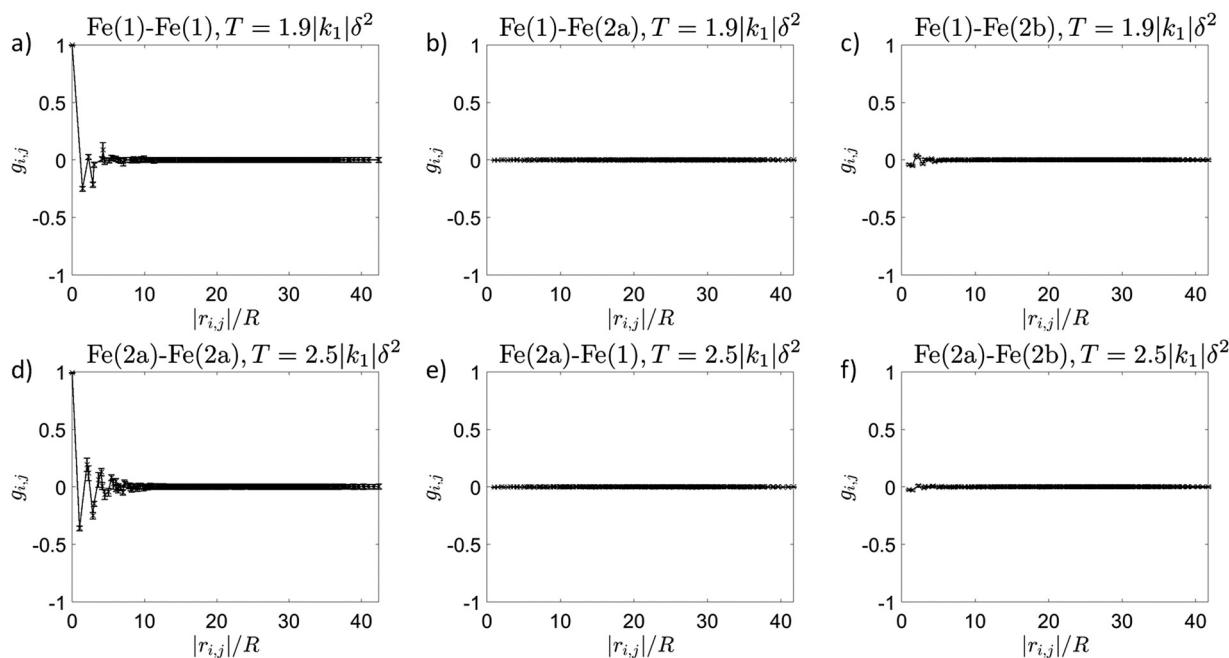 a) Fe(1)-Fe(1), T = 1.9|k₁|δ²
1
0.5
0
-0.5
-1
g_{i,j}
0 10 20 30 40
|r_{i,j}|/R
b) Fe(1)-Fe(2a), T = 1.9|k₁|δ²
1
0.5
0
-0.5
-1
g_{i,j}
0 10 20 30 40
|r_{i,j}|/R
c) Fe(1)-Fe(2b), T = 1.9|k₁|δ²
1
0.5
0
-0.5
-1
g_{i,j}
0 10 20 30 40
|r_{i,j}|/R
d) Fe(2a)-Fe(2a), T = 2.5|k₁|δ²
1
0.5
0
-0.5
-1
g_{i,j}
0 10 20 30 40
|r_{i,j}|/R
e) Fe(2a)-Fe(1), T = 2.5|k₁|δ²
1
0.5
0
-0.5
-1
g_{i,j}
0 10 20 30 40
|r_{i,j}|/R
f) Fe(2a)-Fe(2b), T = 2.5|k₁|δ²
1
0.5
0
-0.5
-1
g_{i,j}
0 10 20 30 40
|r_{i,j}|/R